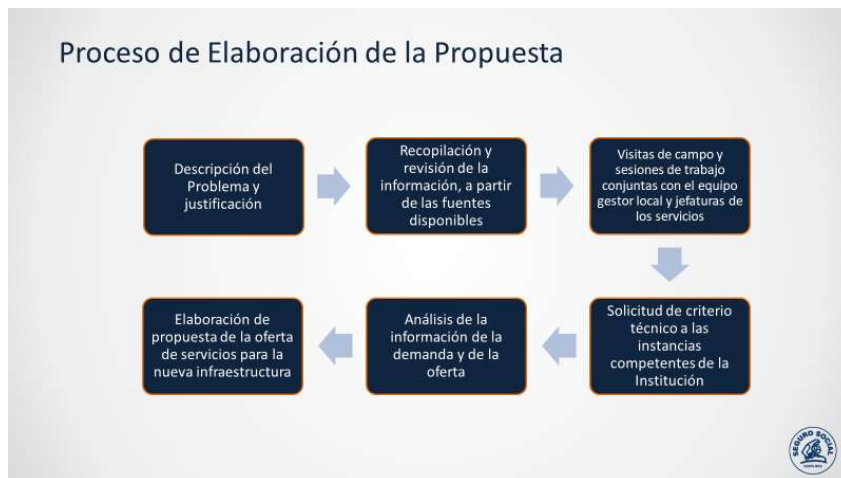 Proceso de Elaboración de la Propuesta
Descripción del
Problema y
justificación
Recopilación y
revisión de la
información, a partir
de las fuentes
disponibles
Visitas de campo y
sesiones de trabajo
conjuntas con el equipo
gestor local y jefaturas de
los servicios
Solicitud de criterio
técnico a las
instancias
competentes de la
Institución
Análisis de la
información de la
demanda y de la
oferta
Elaboración de
propuesta de la oferta
de servicios para la
nueva infraestructura
SEGURO SOCIAL
COSTA RICA